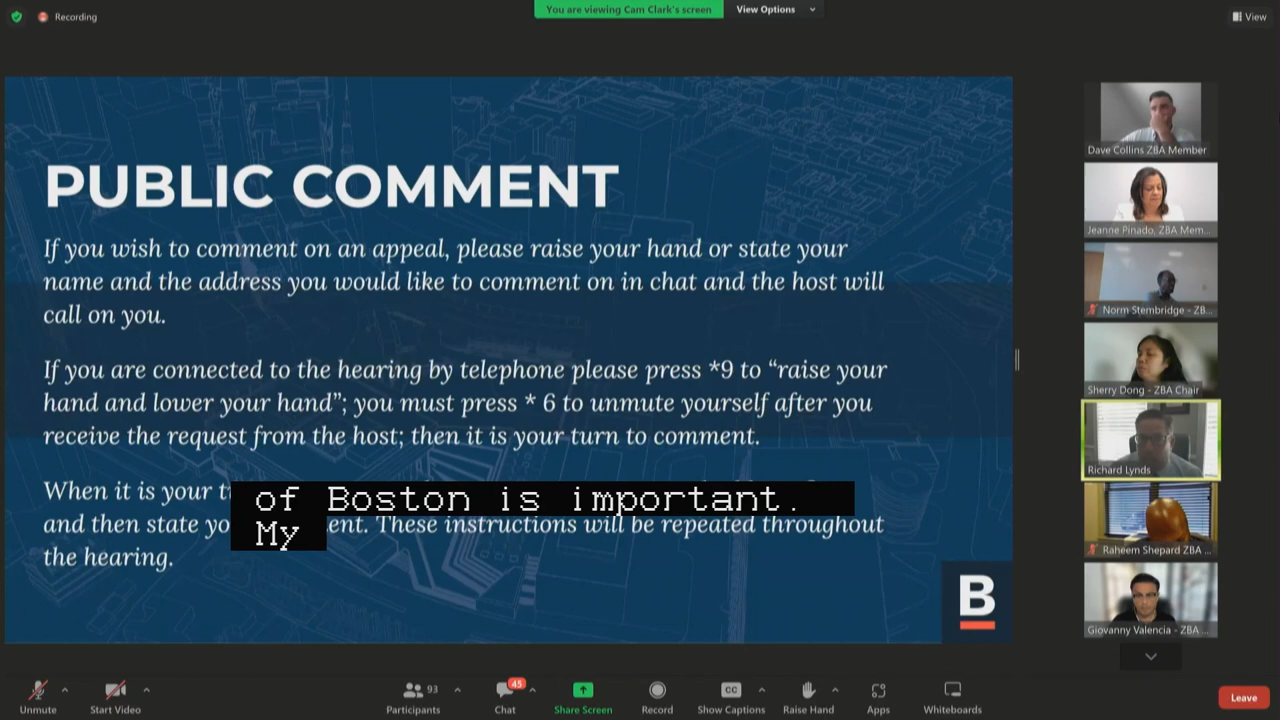 Recording
You are viewing Cam Clark's screen
View Options
View
PUBLIC COMMENT
If you wish to comment on an appeal, please raise your hand or state your
name and the address you would like to comment on in chat and the host will
call on you.
If you are connected to the hearing by telephone please press *9 to “raise your
hand and lower your hand”; you must press * 6 to unmute yourself after you
receive the request from the host; then it is your turn to comment.
When it is your
and then state ent. These instructions will be repeated throughout
the hearing.
of Boston is important.
My
B
Dave Collins ZBA Member
Jeanne Pinado, ZBA Mem...
Norm Stembridge - ZB...
Sherry Dong - ZBA Chair
Richard Lynds
Raheem Shepard ZBA ...
Giovanny Valencia - ZBA ...
Unmute
Start Video
93
Participants
45
Chat
Share Screen
Record
CC
Show Captions
Raise Hand
Apps
Whiteboards
Leave